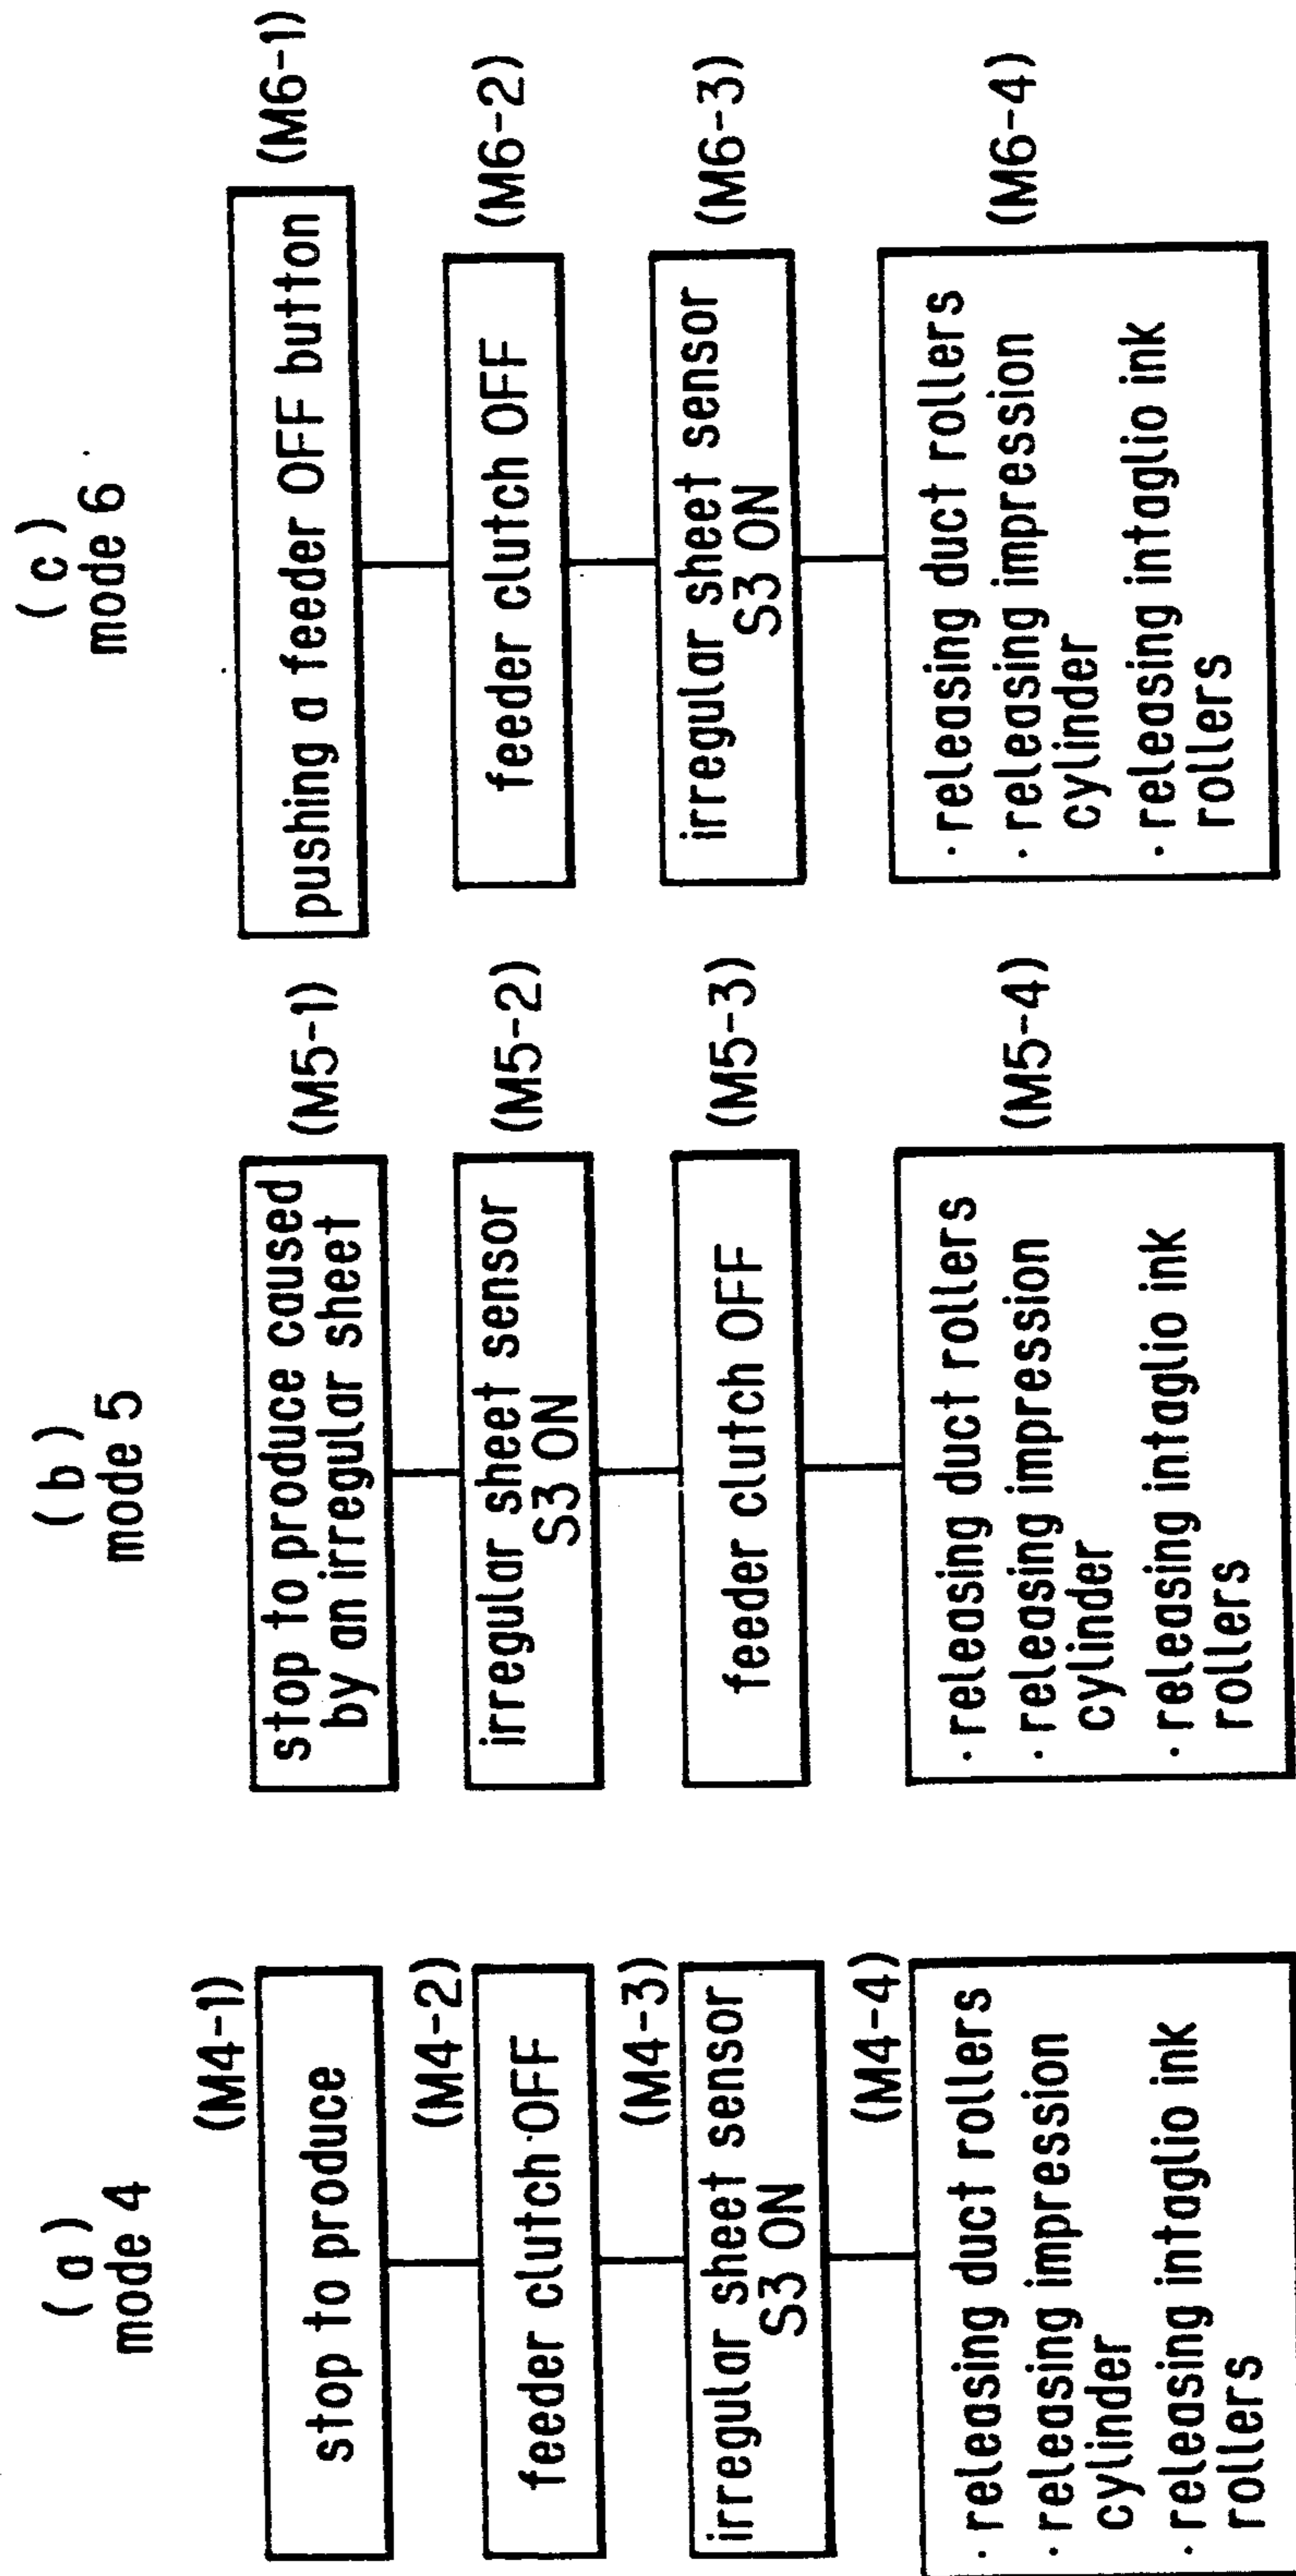 (a)
mode 4
(M4-1)
stop to produce
(M4-2)
feeder clutch OFF
(M4-3)
irregular sheet sensor
S3 ON
(M4-4)
· releasing duct rollers
· releasing impression
cylinder
· releasing intaglio ink
rollers
(b)
mode 5
stop to produce caused
by an irregular sheet
(M5-1)
irregular sheet sensor
S3 ON
(M5-2)
feeder clutch OFF
(M5-3)
· releasing duct rollers
· releasing impression
cylinder
· releasing intaglio ink
rollers
(M5-4)
(c)
mode 6
pushing a feeder OFF button
(M6-1)
feeder clutch OFF
(M6-2)
irregular sheet sensor
S3 ON
(M6-3)
· releasing duct rollers
· releasing impression
cylinder
· releasing intaglio ink
rollers
(M6-4)